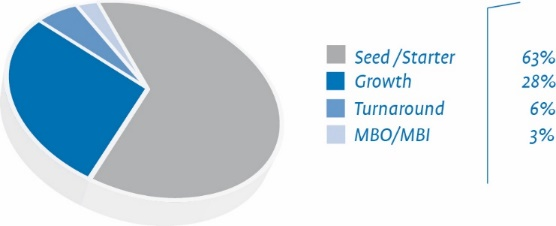 Seed /Starter 63%
Growth 28%
Turnaround 6%
MBO/MBI 3%